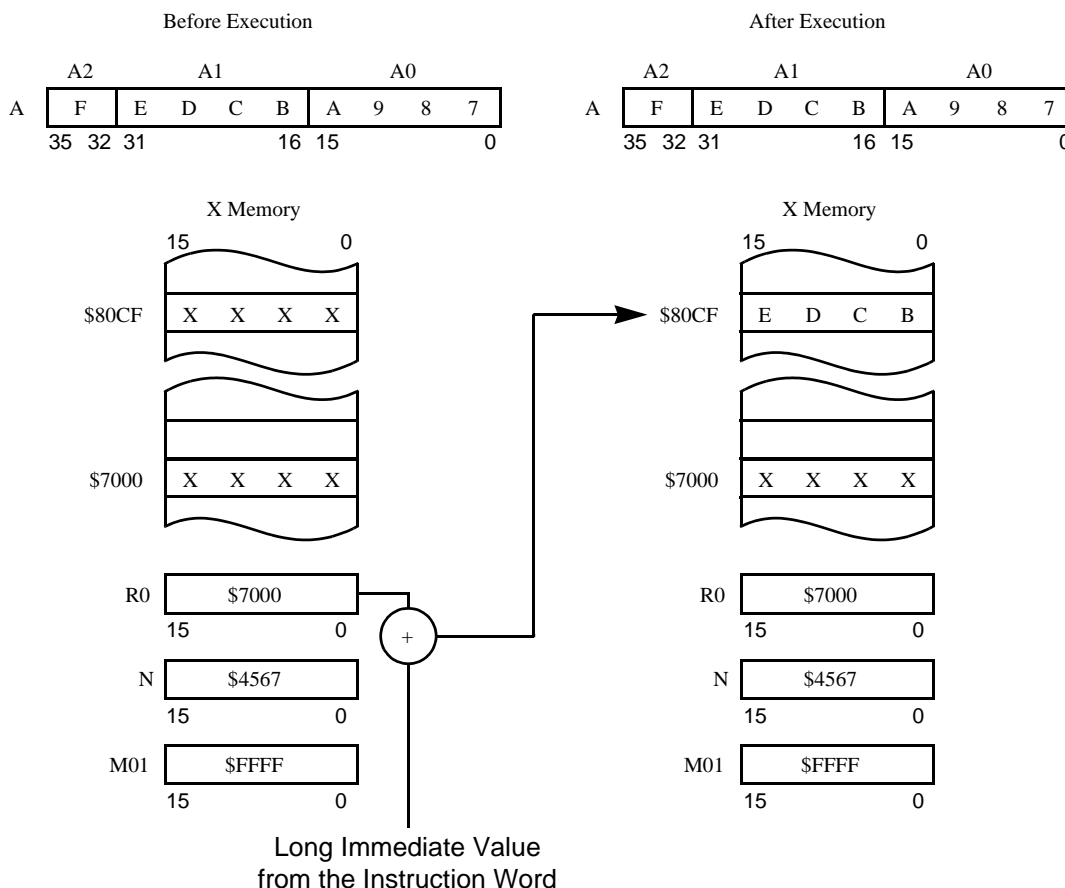 Before Execution After Execution
A2 A1 A0 A2 A1 A0
A F E D C B A 9 8 7 A F E D C B A 9 8 7
35 32 31 16 15 0 35 32 31 16 15 0
X Memory X Memory
15 0 15 0
$80CF X X X X $80CF E D C B
$7000 X X X X $7000 X X X X
R0 $7000 R0 $7000
15 0 15 0
+
N $4567 N $4567
15 0 15 0
M01 $FFFF M01 $FFFF
15 0 15 0
Long Immediate Value
from the Instruction Word